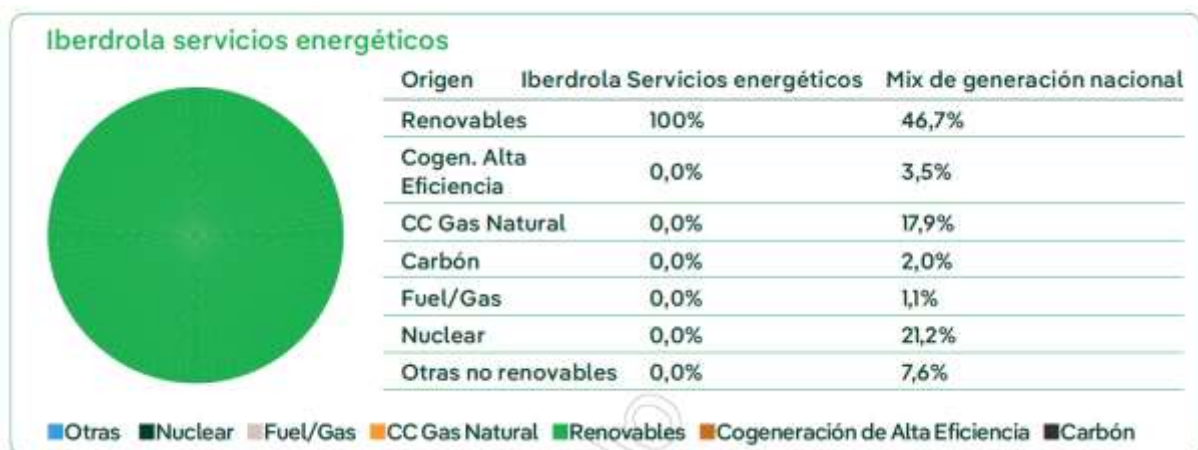 Iberdrola servicios energéticos
Origen Iberdrola Servicios energéticos Mix de generación nacional
Renovables 100% 46,7%
Cogen. Alta
Eficiencia 0,0% 3,5%
CC Gas Natural 0,0% 17,9%
Carbón 0,0% 2,0%
Fuel/Gas 0,0% 1,1%
Nuclear 0,0% 21,2%
Otras no renovables 0,0% 7,6%
Otras Nuclear Fuel/Gas CC Gas Natural Renovables Cogeneración de Alta Eficiencia Carbón